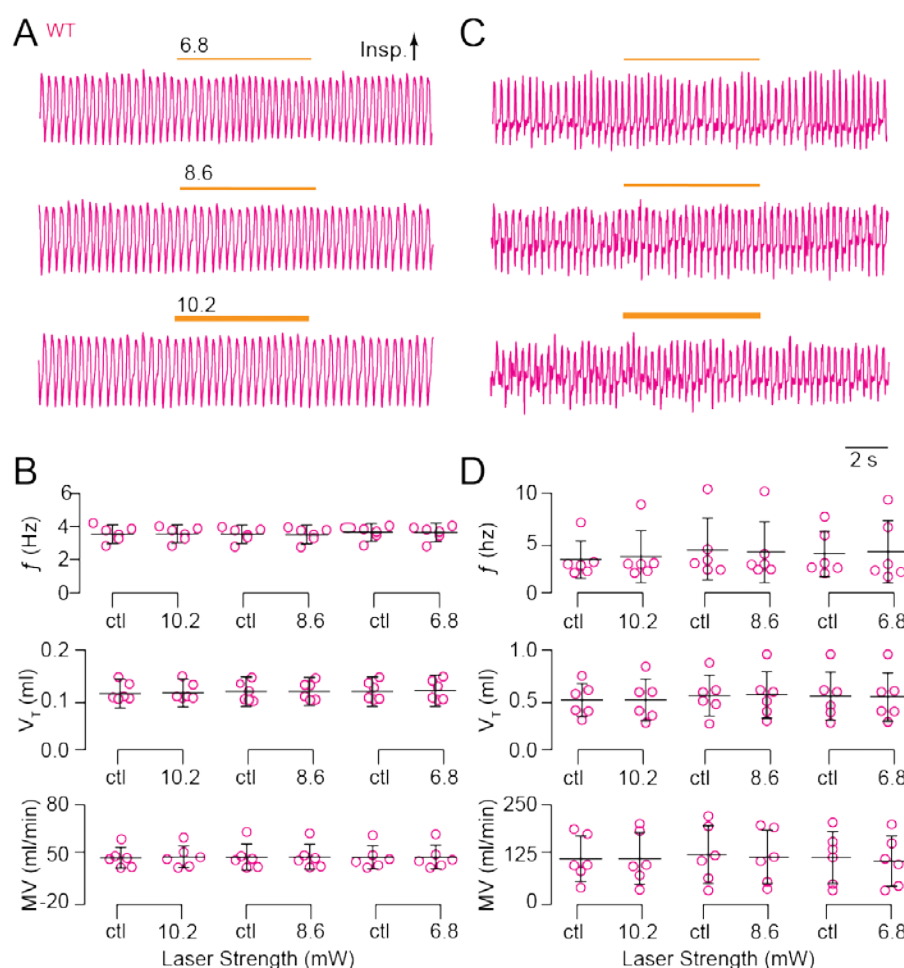 A WT
6.8
Insp.
8.6
10.2
C
2 s
B
6
4
2
0
f (Hz)
ctl 10.2 ctl 8.6 ctl 6.8
0.2
0.1
0.0
VT (ml)
ctl 10.2 ctl 8.6 ctl 6.8
80
50
-20
MV (ml/min)
ctl 10.2 ctl 8.6 ctl 6.8
Laser Strength (mW)
D
10
5
0
f (hz)
ctl 10.2 ctl 8.6 ctl 6.8
1.0
0.5
0.0
VT (ml)
ctl 10.2 ctl 8.6 ctl 6.8
250
125
0
MV (ml/min)
ctl 10.2 ctl 8.6 ctl 6.8
Laser Strength (mW)